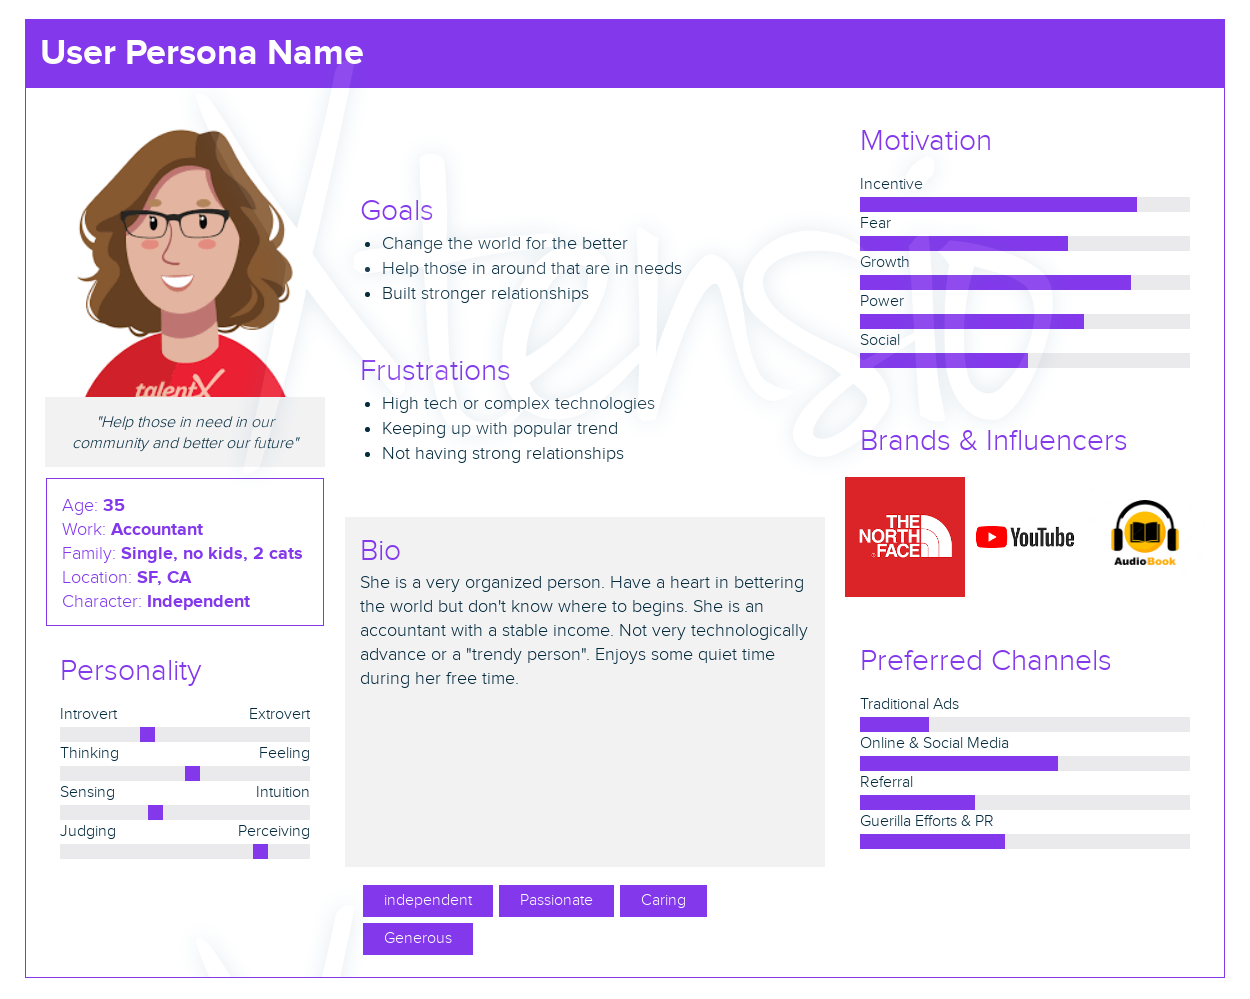 User Persona Name
talentX
"Help those in need in our
community and better our future"
Age: 35
Work: Accountant
Family: Single, no kids, 2 cats
Location: SF, CA
Character: Independent
Personality
Introvert Extrovert
Thinking Feeling
Sensing Intuition
Judging Perceiving
Goals
• Change the world for the better
• Help those in around that are in needs
• Built stronger relationships
Frustrations
• High tech or complex technologies
• Keeping up with popular trend
• Not having strong relationships
Bio
She is a very organized person. Have a heart in bettering
the world but don't know where to begins. She is an
accountant with a stable income. Not very technologically
advance or a "trendy person". Enjoys some quiet time
during her free time.
independent Passionate Caring
Generous
Motivation
Incentive
Fear
Growth
Power
Social
Brands & Influencers
THE
NORTH
FACE
YouTube
AudioBook
Preferred Channels
Traditional Ads
Online & Social Media
Referral
Guerilla Efforts & PR
Xtensio